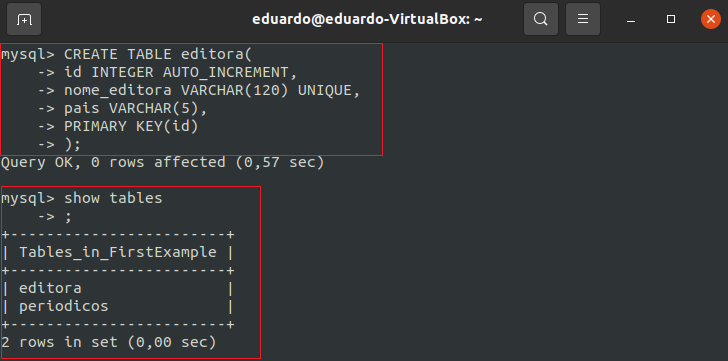 eduardo@eduardo-VirtualBox: ~
mysql> CREATE TABLE editora(
    -> id INTEGER AUTO_INCREMENT,
    -> nome_editora VARCHAR(120) UNIQUE,
    -> pais VARCHAR(5),
    -> PRIMARY KEY(id)
    -> );
Query OK, 0 rows affected (0,57 sec)
mysql> show tables
    -> ;
+------------------------+
| Tables_in_FirstExample |
+------------------------+
| editora                |
| periodicos             |
+------------------------+
2 rows in set (0,00 sec)